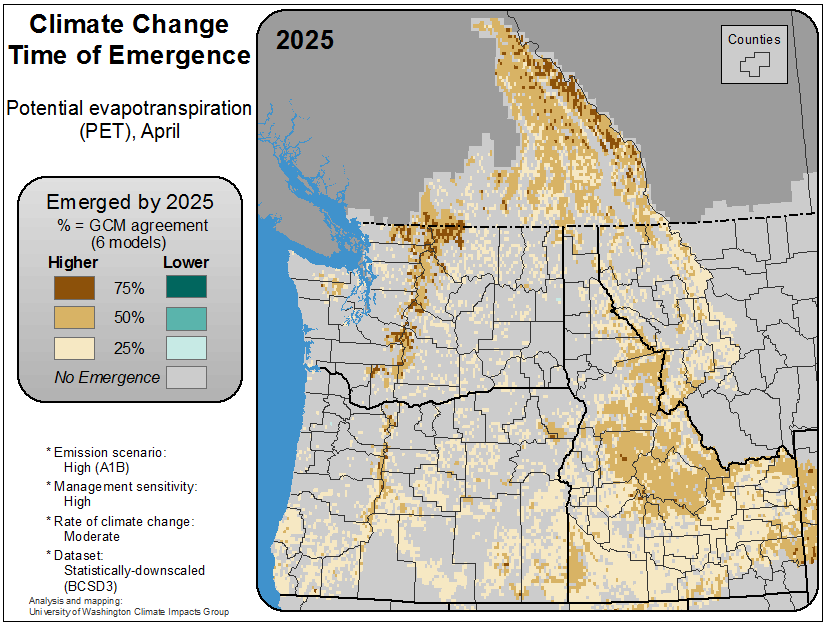 Climate Change
Time of Emergence
Potential evapotranspiration
(PET), April
Emerged by 2025
% = GCM agreement
(6 models)
Higher Lower
75%
50%
25%
No Emergence
* Emission scenario:
High (A1B)
* Management sensitivity:
High
* Rate of climate change:
Moderate
* Dataset:
Statistically-downscaled
(BCSD3)
Analysis and mapping:
University of Washington Climate Impacts Group
2025
Counties